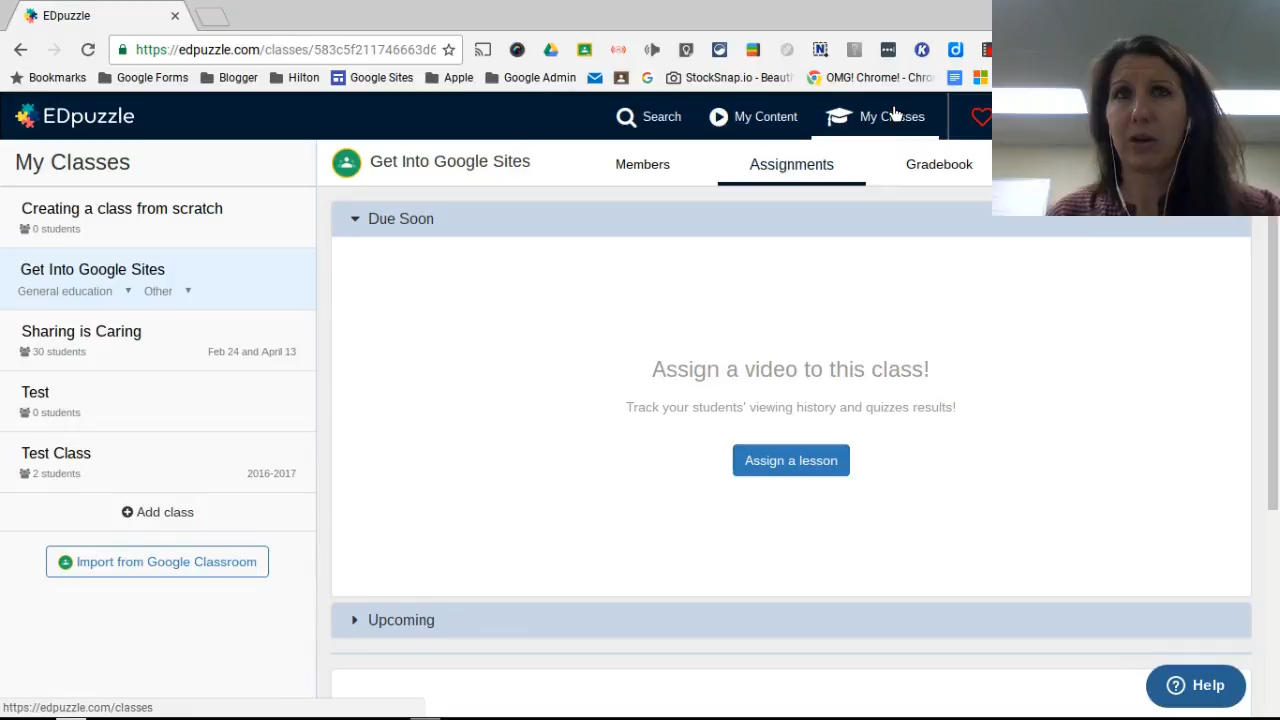 EDpuzzle
https://edpuzzle.com/classes/583c5f211746663d6
Bookmarks Google Forms Blogger Hilton Google Sites Apple Google Admin StockSnap.io - Beauti OMG! Chrome! - Chro
EDpuzzle Search My Content My Classes
My Classes
Get Into Google Sites Members Assignments Gradebook
Creating a class from scratch
0 students
Get Into Google Sites
General education Other
Sharing is Caring
30 students Feb 24 and April 13
Test
0 students
Test Class
2 students 2016-2017
Add class
Import from Google Classroom
Due Soon
Assign a video to this class!
Track your students' viewing history and quizzes results!
Assign a lesson
Upcoming
Help
https://edpuzzle.com/classes